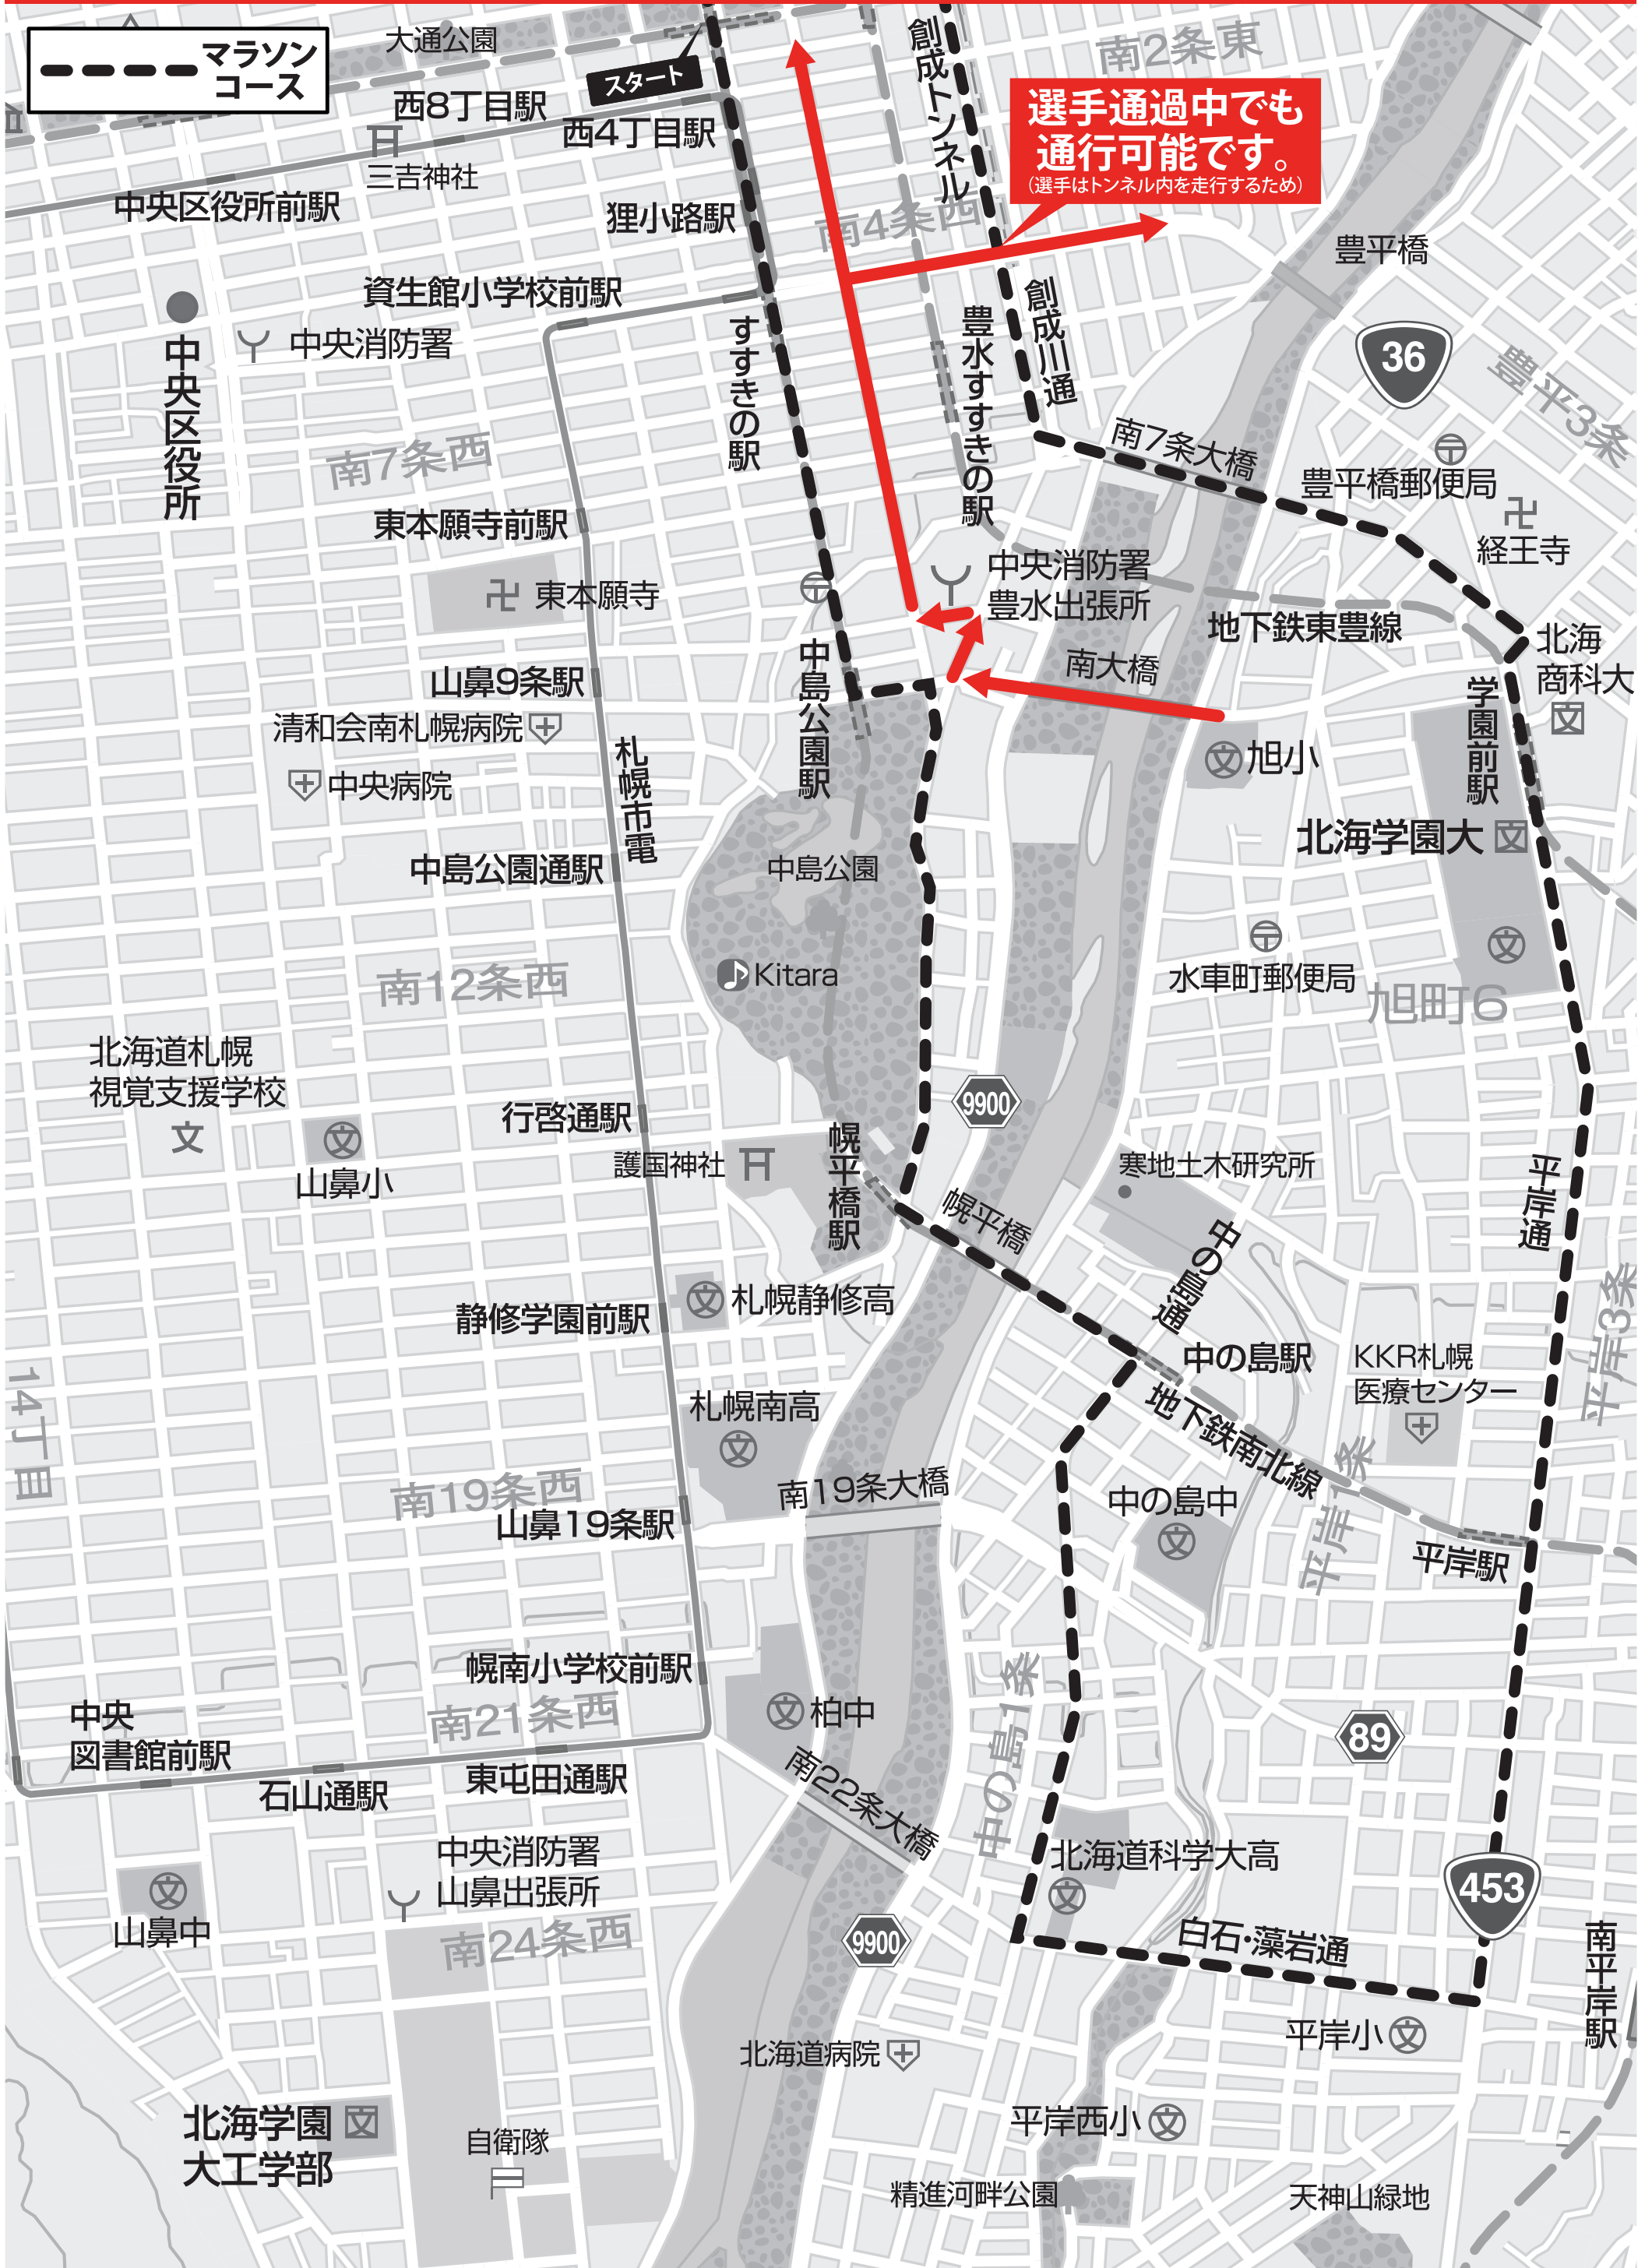 マラソン
コース
大通公園
スタート
創成トンネル
南2条東
西8丁目駅
西4丁目駅
三吉神社
中央区役所前駅
狸小路駅
選手通過中でも
通行可能です。
(選手はトンネル内を走行するため)
南4条西
豊平橋
資生館小学校前駅
中央消防署
中央区役所
すすきの駅
豊水すすきの駅
創成川通
36
豊平3条
南7条西
南7条大橋
豊平橋郵便局
経王寺
東本願寺前駅
東本願寺
中央消防署
豊水出張所
地下鉄東豊線
北海
商科大
南大橋
山鼻9条駅
中島公園駅
学園前駅
清和会南札幌病院
中央病院
札幌市電
旭小
北海学園大
中島公園通駅
中島公園
南12条西
Kitara
水車町郵便局
旭町6
北海道札幌
視覚支援学校
文
山鼻小
行啓通駅
9900
護国神社
幌平橋駅
幌平橋
寒地土木研究所
中の島通
平岸通
静修学園前駅
札幌静修高
中の島駅
KKR札幌
医療センター
平岸3条
14丁目
札幌南高
地下鉄南北線
平岸1条
南19条西
山鼻19条駅
南19条大橋
中の島中
平岸駅
幌南小学校前駅
南21条西
中央
図書館前駅
石山通駅
東屯田通駅
柏中
南22条大橋
中の島1条
89
中央消防署
山鼻出張所
山鼻中
南24条西
9900
北海道科学大高
453
白石・藻岩通
南平岸駅
平岸小
北海道病院
平岸西小
北海学園
大工学部
自衛隊
精進河畔公園
天神山緑地